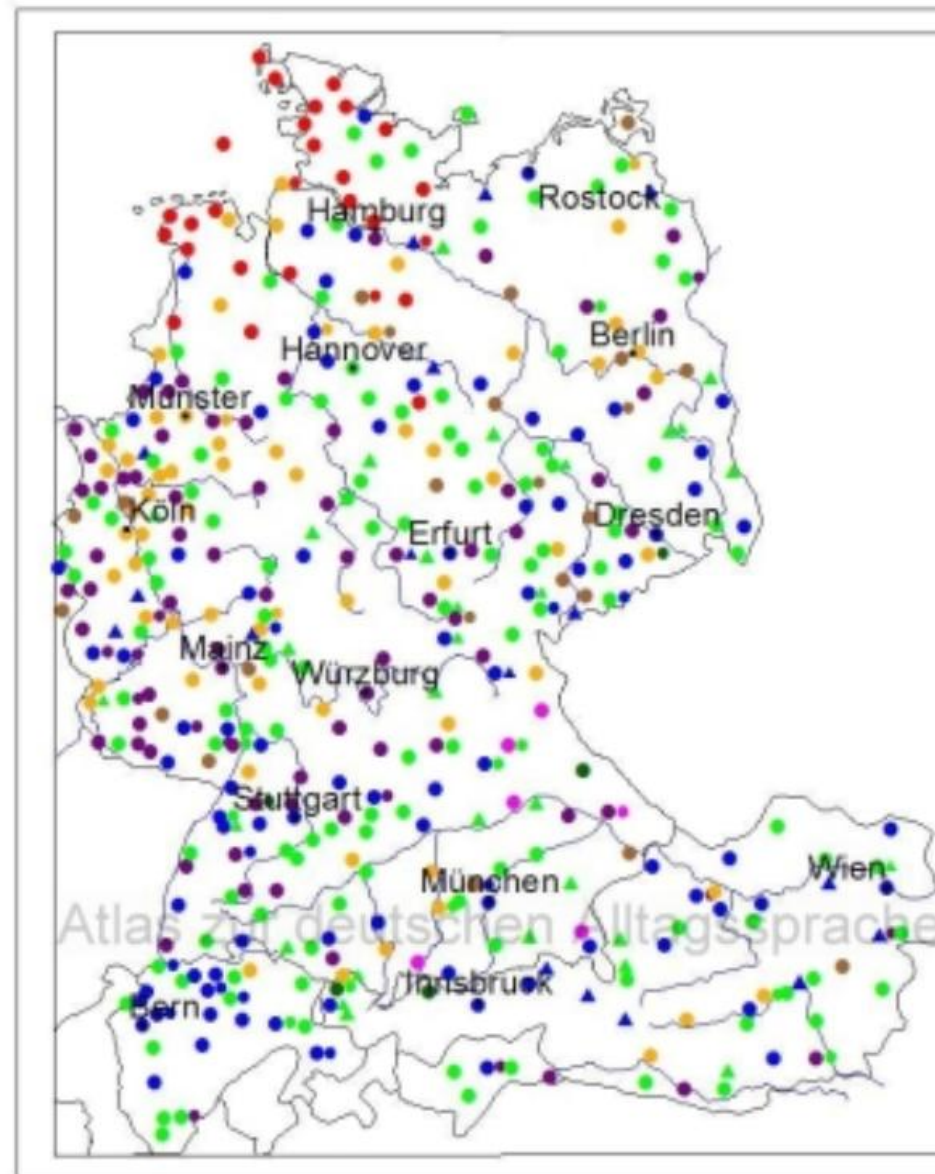 Hamburg
Rostock
Berlin
Hannover
Münster
Köln
Erfurt
Dresden
Mainz
Würzburg
Stuttgart
München
Wien
Atlas zur deutschen Alltagssprache
Innsbruck
Bern